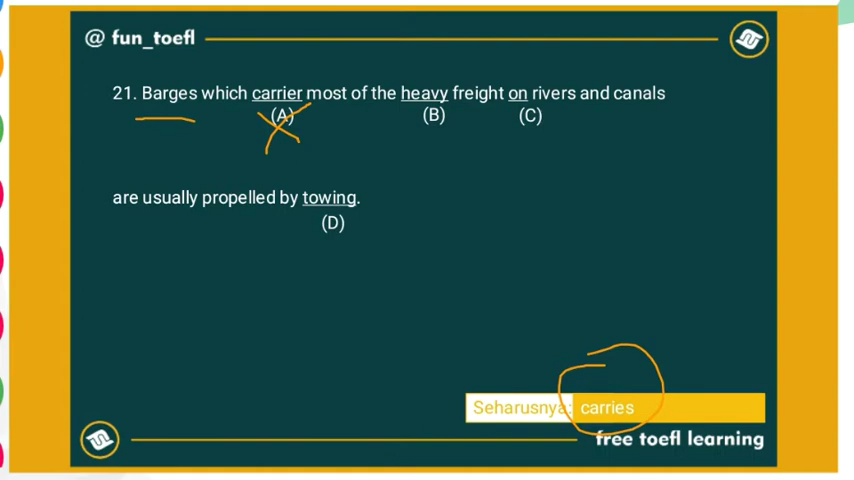 @ fun_toefl
21. Barges which carrier most of the heavy freight on rivers and canals
(A) (B) (C)
are usually propelled by towing.
(D)
Seharusnya: carries
free toefl learning